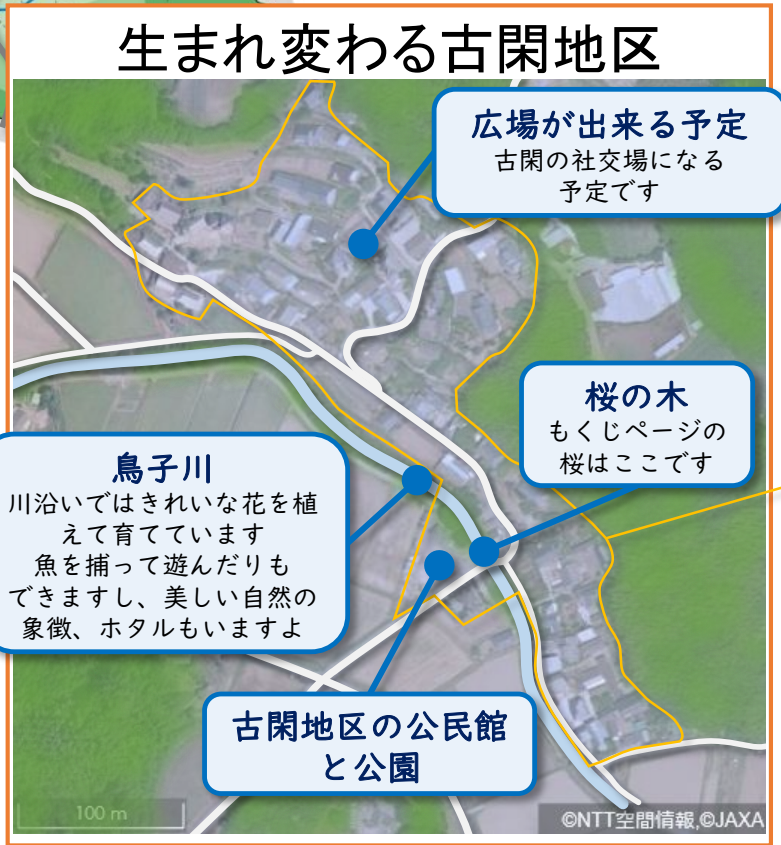 生まれ変わる古閑地区
広場が出来る予定
古閑の社交場になる
予定です
桜の木
もくじページの
桜はここです
鳥子川
川沿いではきれいな花を植
えて育てています
魚を捕って遊んだりも
できますし、美しい自然の
象徴、ホタルもいますよ
古閑地区の公民館
と公園
100 m
©NTT空間情報,©JAXA